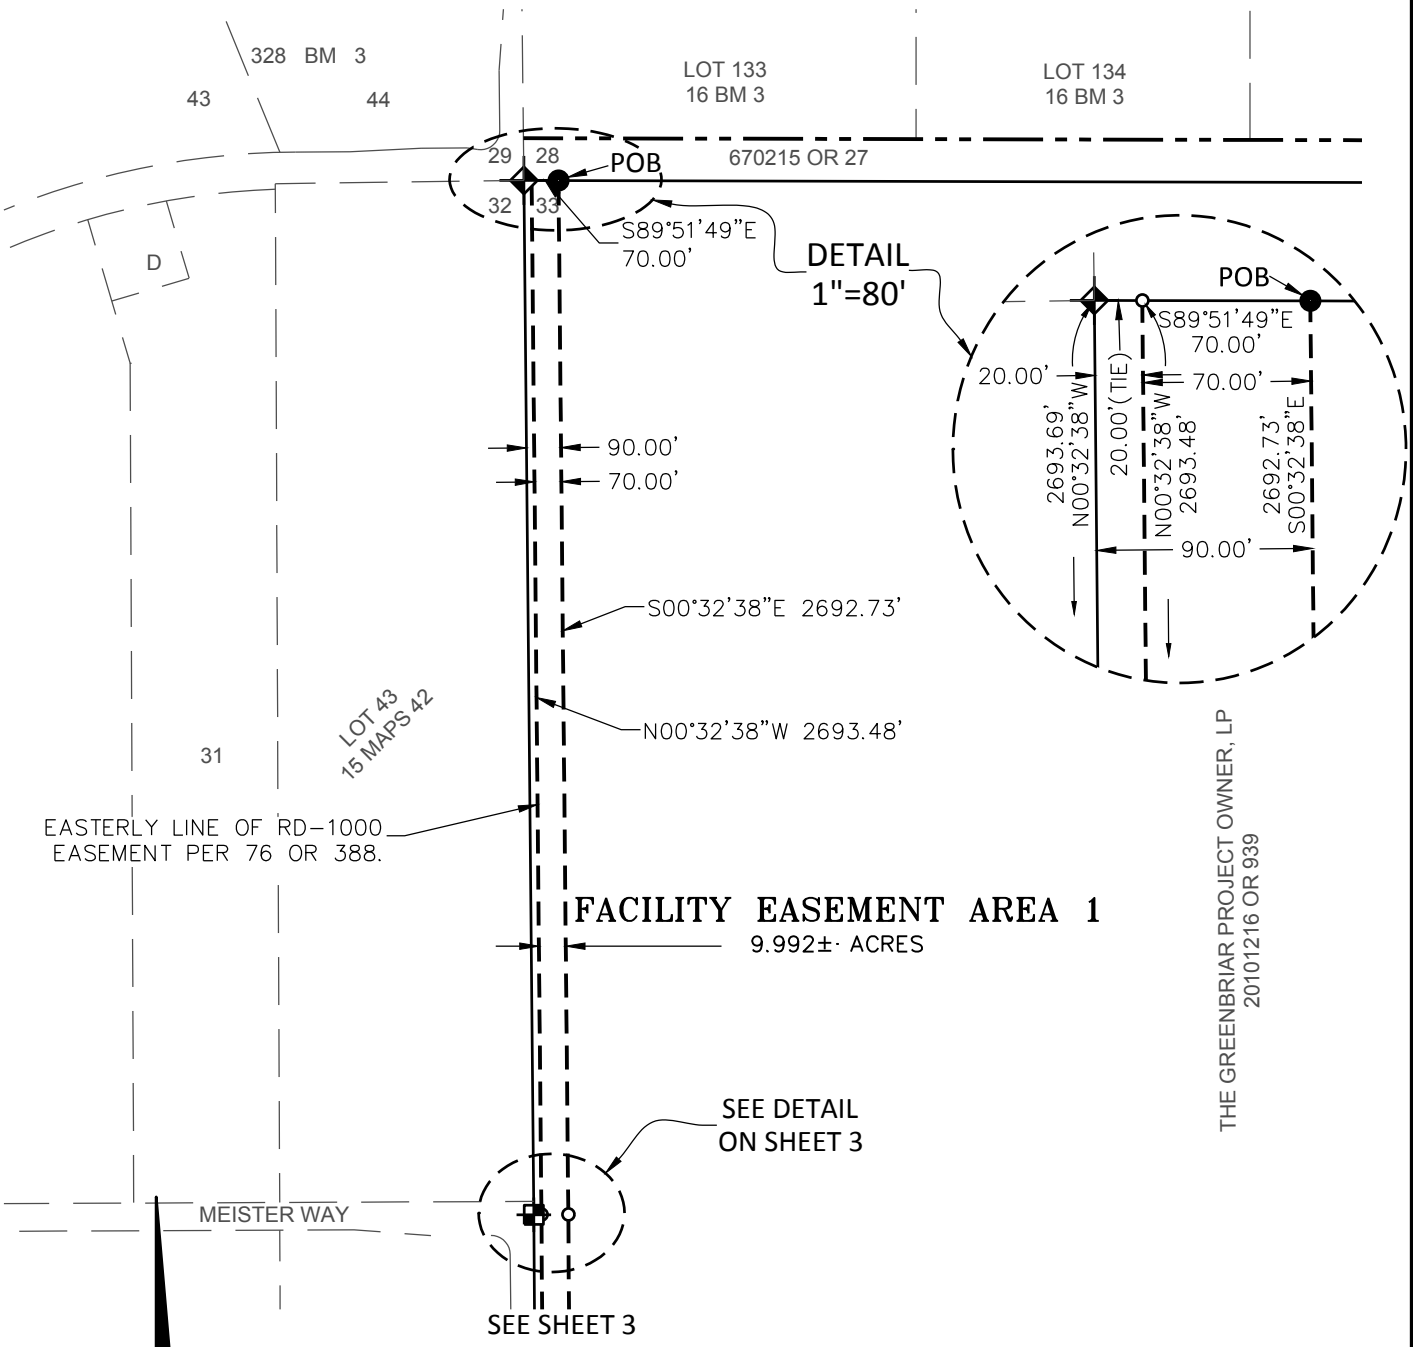 328 BM 3
43
44
LOT 133
16 BM 3
LOT 134
16 BM 3
29
28
POB
670215 OR 27
32
33
S89°51'49"E
70.00'
D
DETAIL
1"=80'
POB
S89°51'49"E
70.00'
20.00'
70.00'
2693.69'
N00°32'38"W
20.00'(TIE)
N00°32'38"W
2693.48'
2692.73'
S00°32'38"E
90.00'
90.00'
70.00'
S00°32'38"E 2692.73'
N00°32'38"W 2693.48'
LOT 43
15 MAPS 42
31
EASTERLY LINE OF RD-1000
EASEMENT PER 76 OR 388.
FACILITY EASEMENT AREA 1
9.992±· ACRES
THE GREENBRIAR PROJECT OWNER, LP
20101216 OR 939
SEE DETAIL
ON SHEET 3
MEISTER WAY
SEE SHEET 3